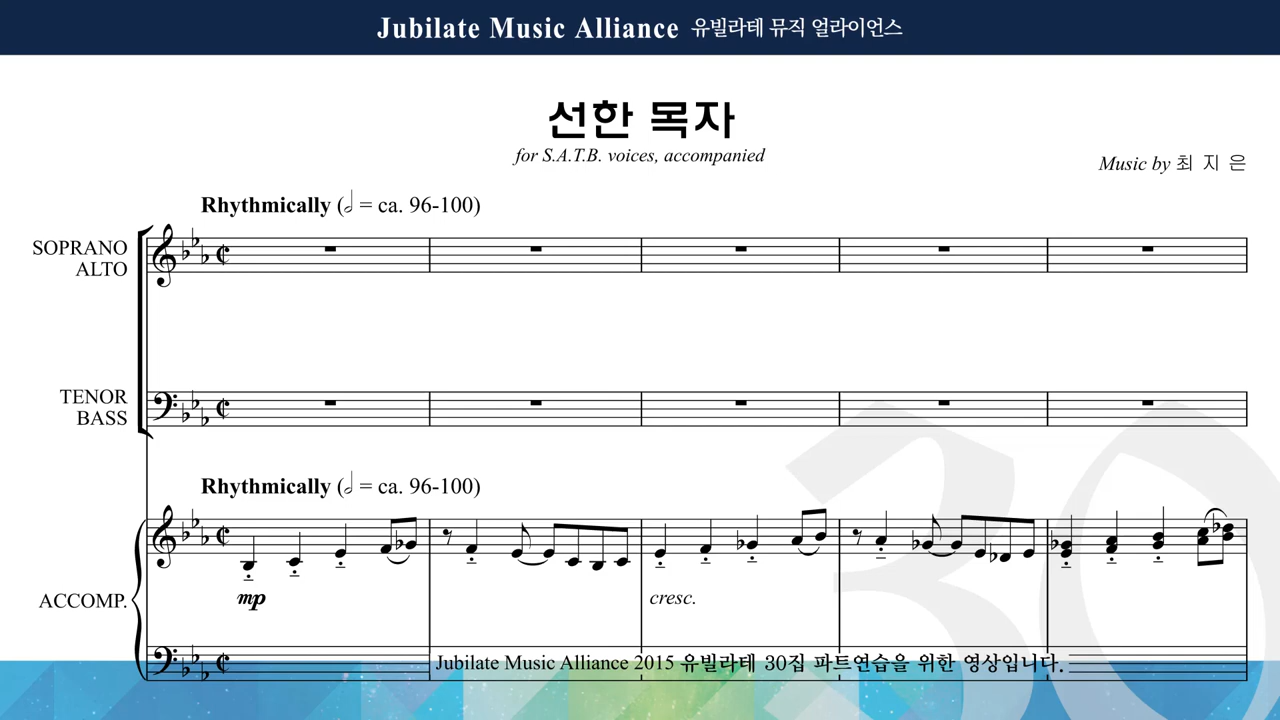 Jubilate Music Alliance 유빌라테 뮤직 얼라이언스
선한 목자
for S.A.T.B. voices, accompanied
Music by 최 지 은
Rhythmically (𝅗𝅥 = ca. 96-100)
SOPRANO
ALTO
TENOR
BASS
Rhythmically (𝅗𝅥 = ca. 96-100)
ACCOMP.
mp
cresc.
Jubilate Music Alliance 2015 유빌라테 30집 파트연습을 위한 영상입니다.
30